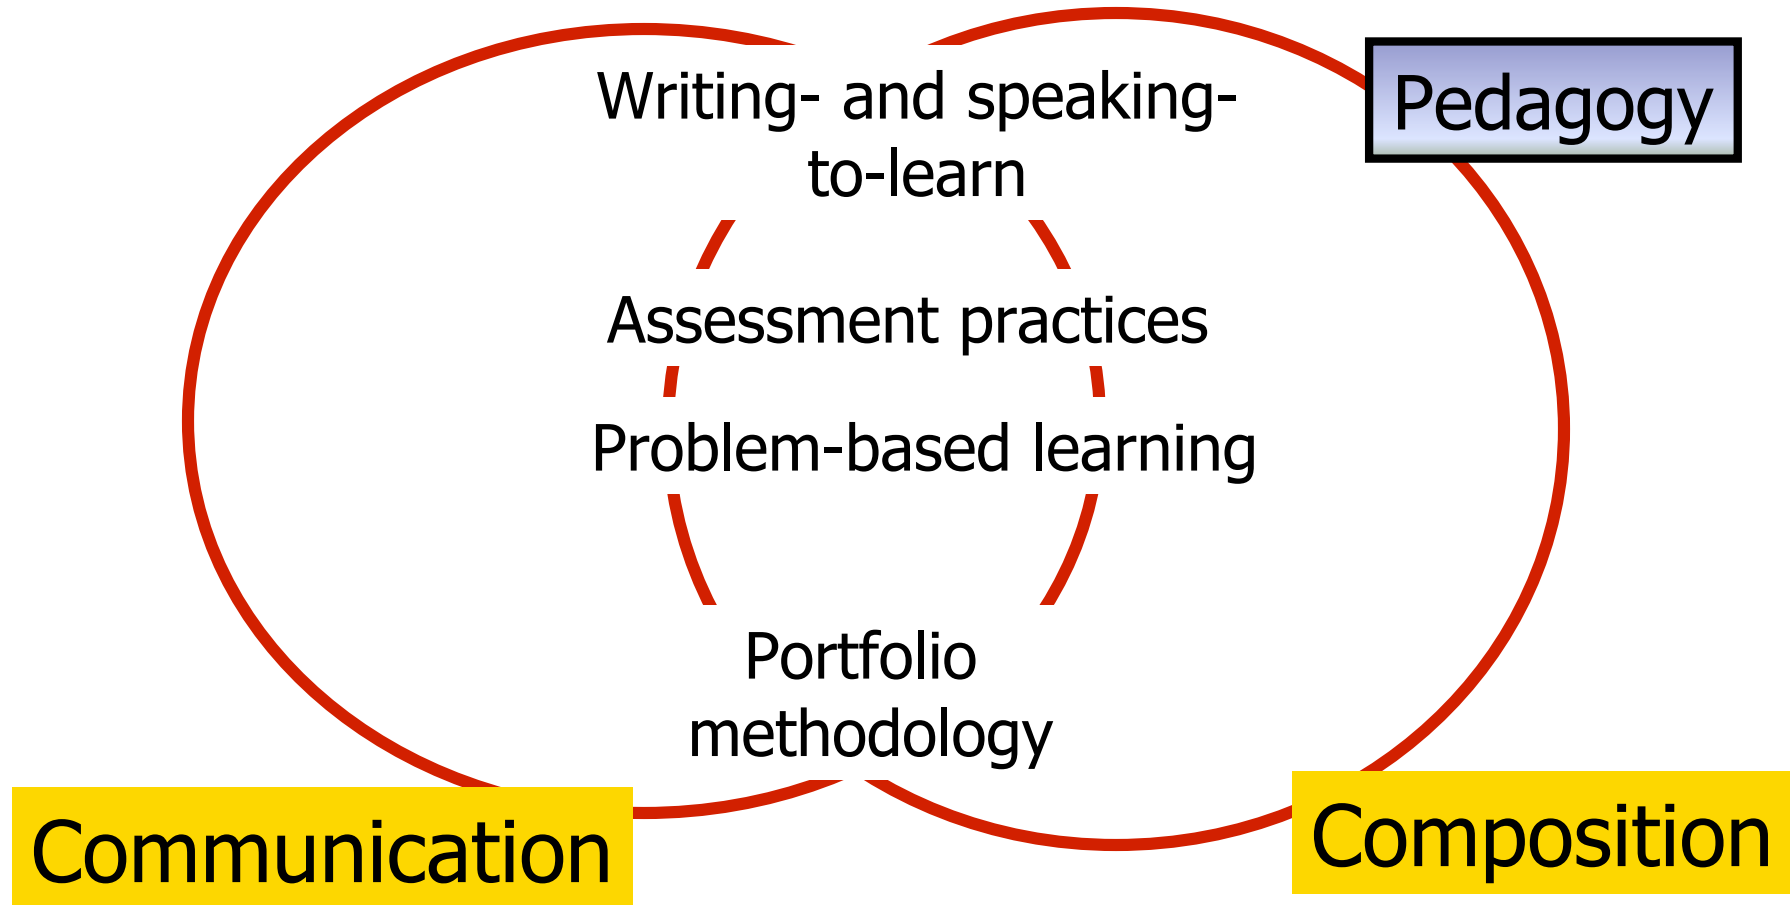 Writing- and speaking-
to-learn
Pedagogy
Assessment practices
Problem-based learning
Portfolio
methodology
Communication
Composition